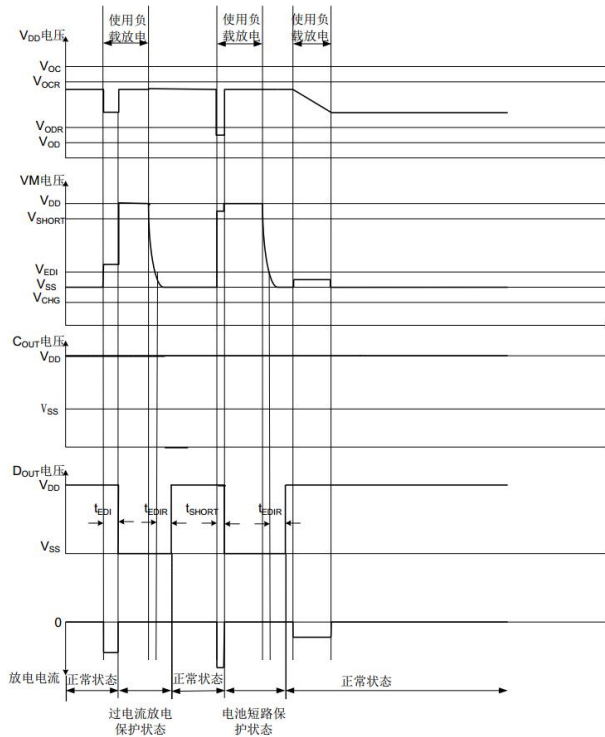 使用负
载放电
使用负
载放电
使用负
载放电
VDD电压
VOC
VOCR
VODR
VOD
VM电压
VDD
VSHORT
VEDI
VSS
VCHG
COUT电压
VDD
VSS
DOUT电压
VDD
tEDI
tEDIR
tSHORT
tEDIR
VSS
0
放电电流
正常状态
正常状态
正常状态
过电流放电
保护状态
电池短路保
护状态